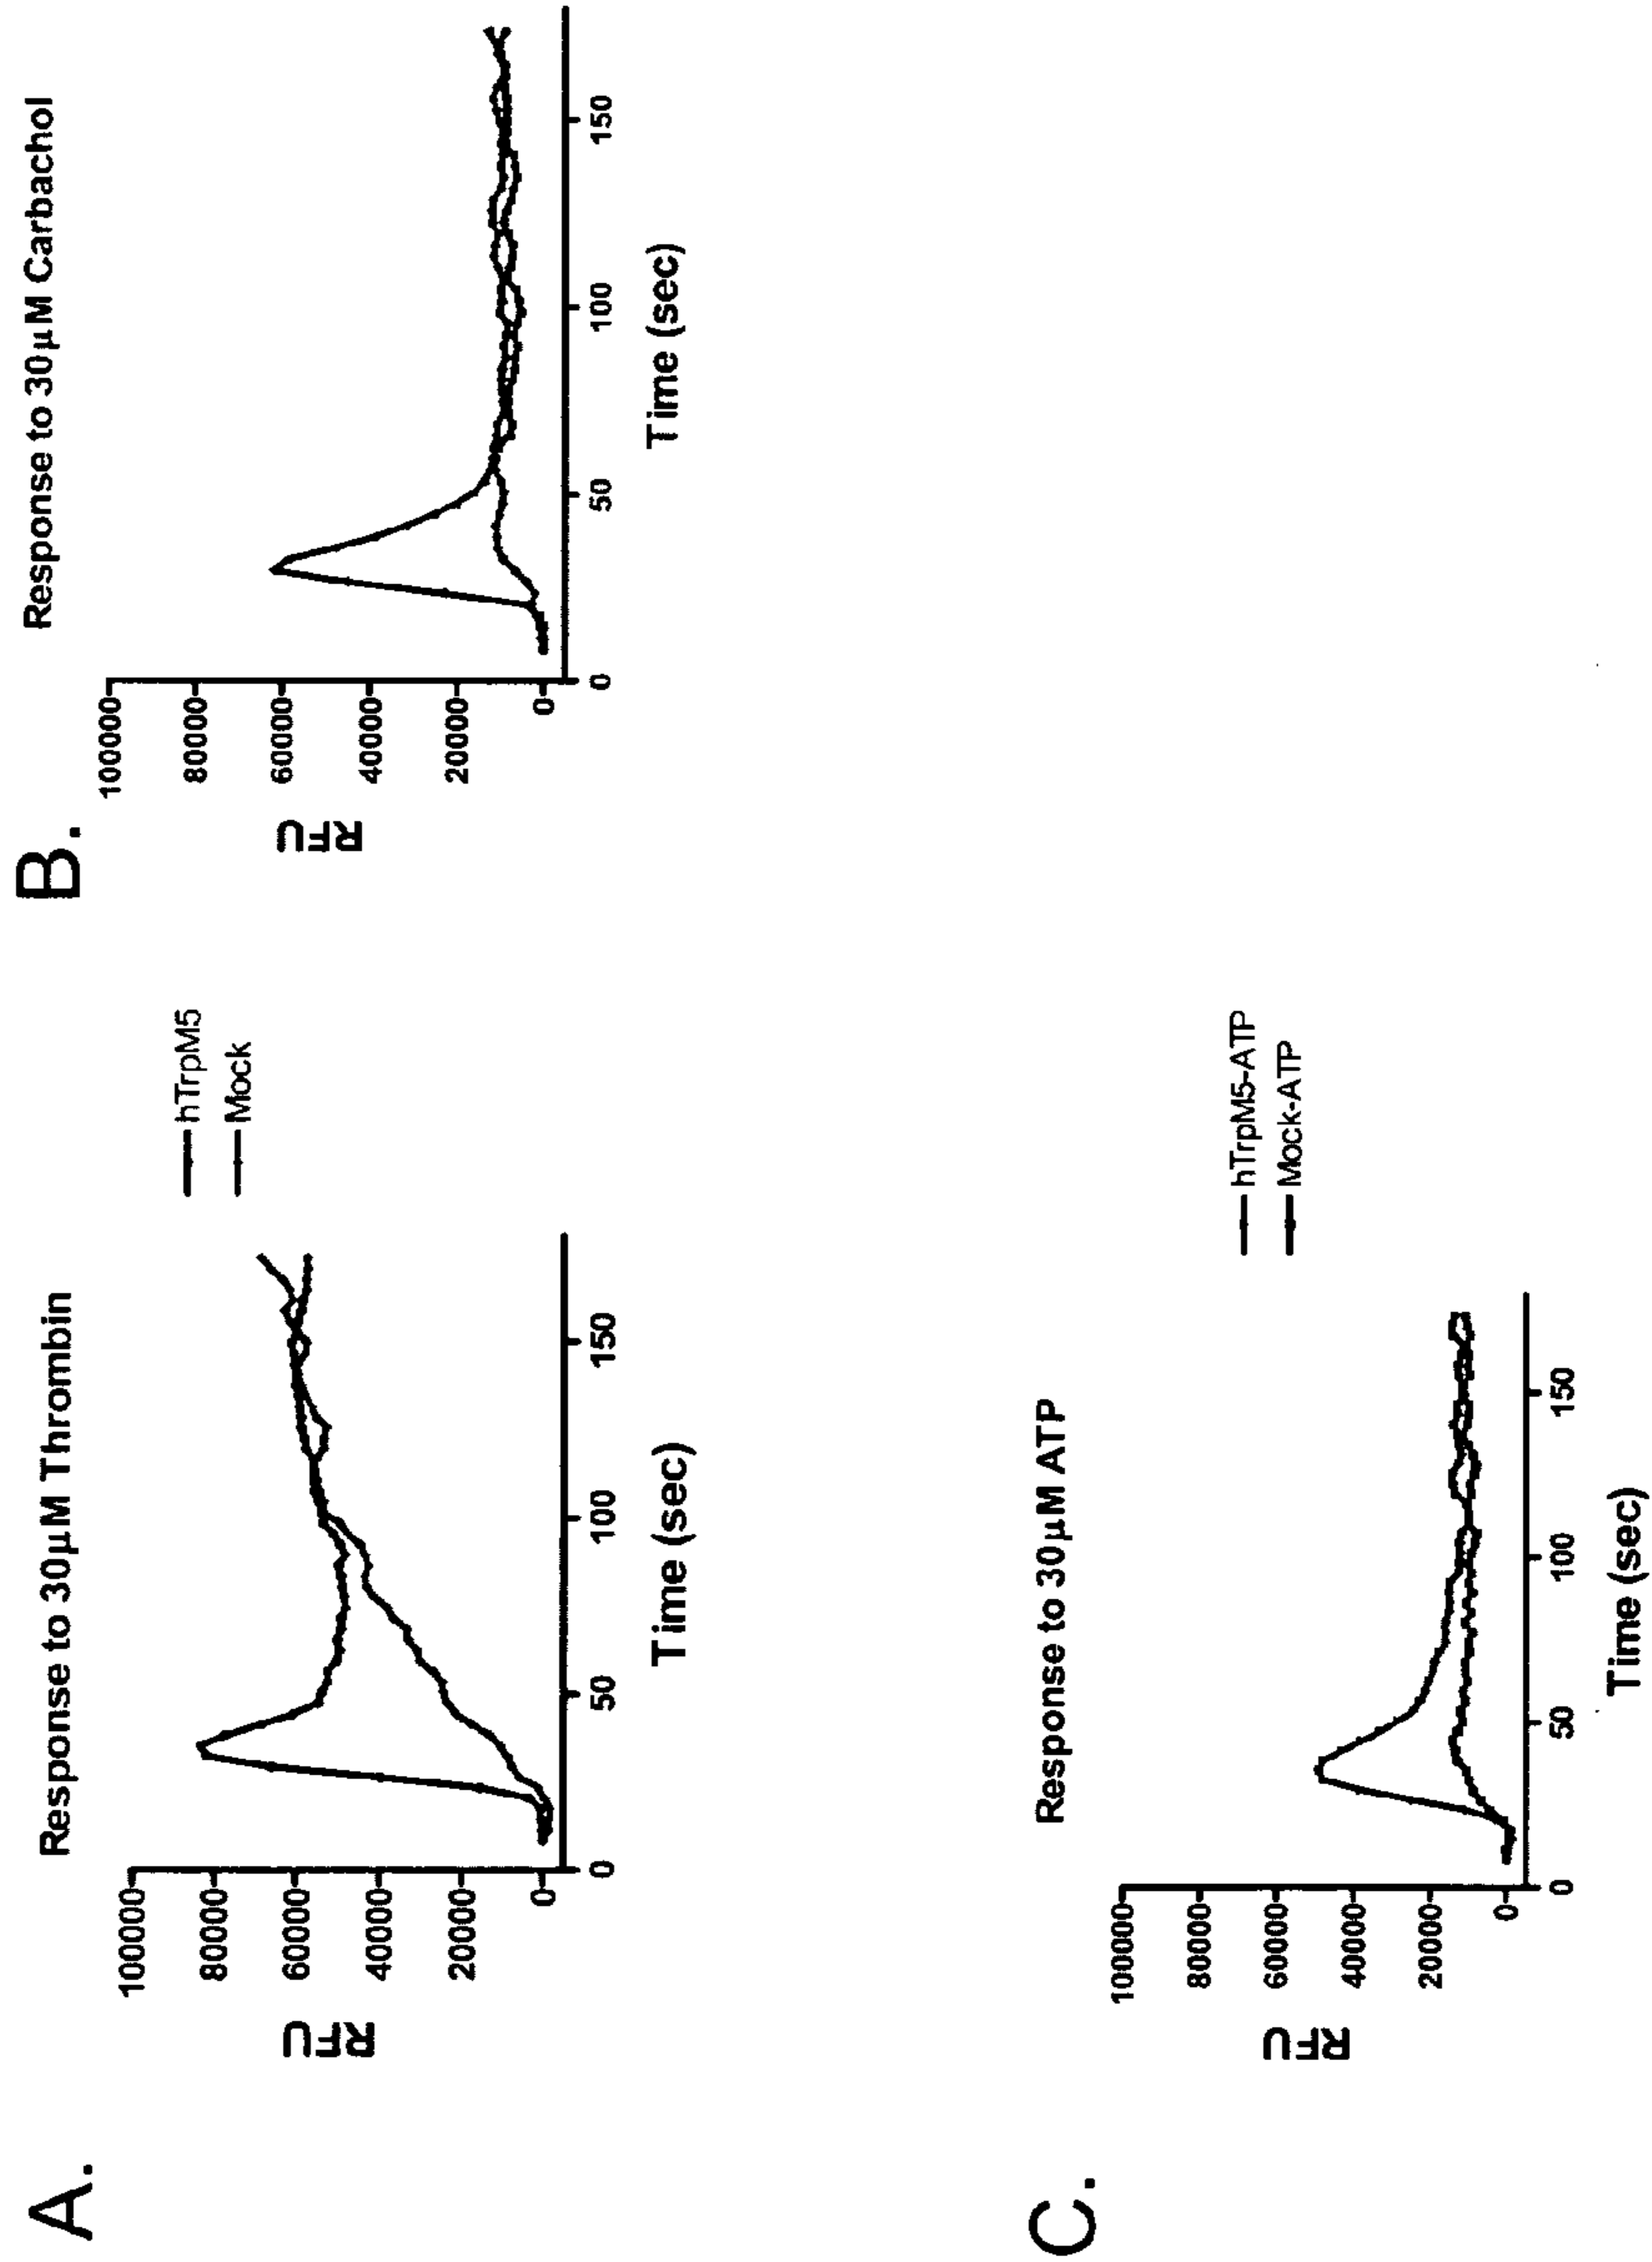 A.
Response to 30µM Thrombin
RFU
100000
80000
60000
40000
20000
0
0
50
100
150
Time (sec)
hTrpM5
Mock
B.
Response to 30µM Carbachol
RFU
100000
80000
60000
40000
20000
0
0
50
100
150
Time (sec)
C.
Response to 30µM ATP
RFU
100000
80000
60000
40000
20000
0
0
50
100
150
Time (sec)
hTrpM5-ATP
Mock-ATP